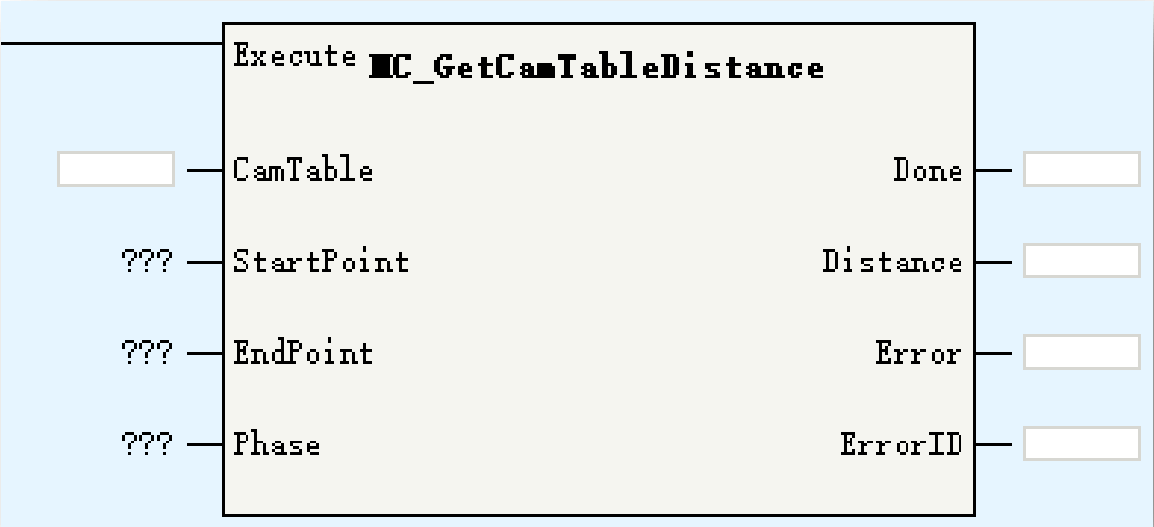 Execute MC_GetCamTableDistance
CamTable Done
??? StartPoint Distance
??? EndPoint Error
??? Phase ErrorID